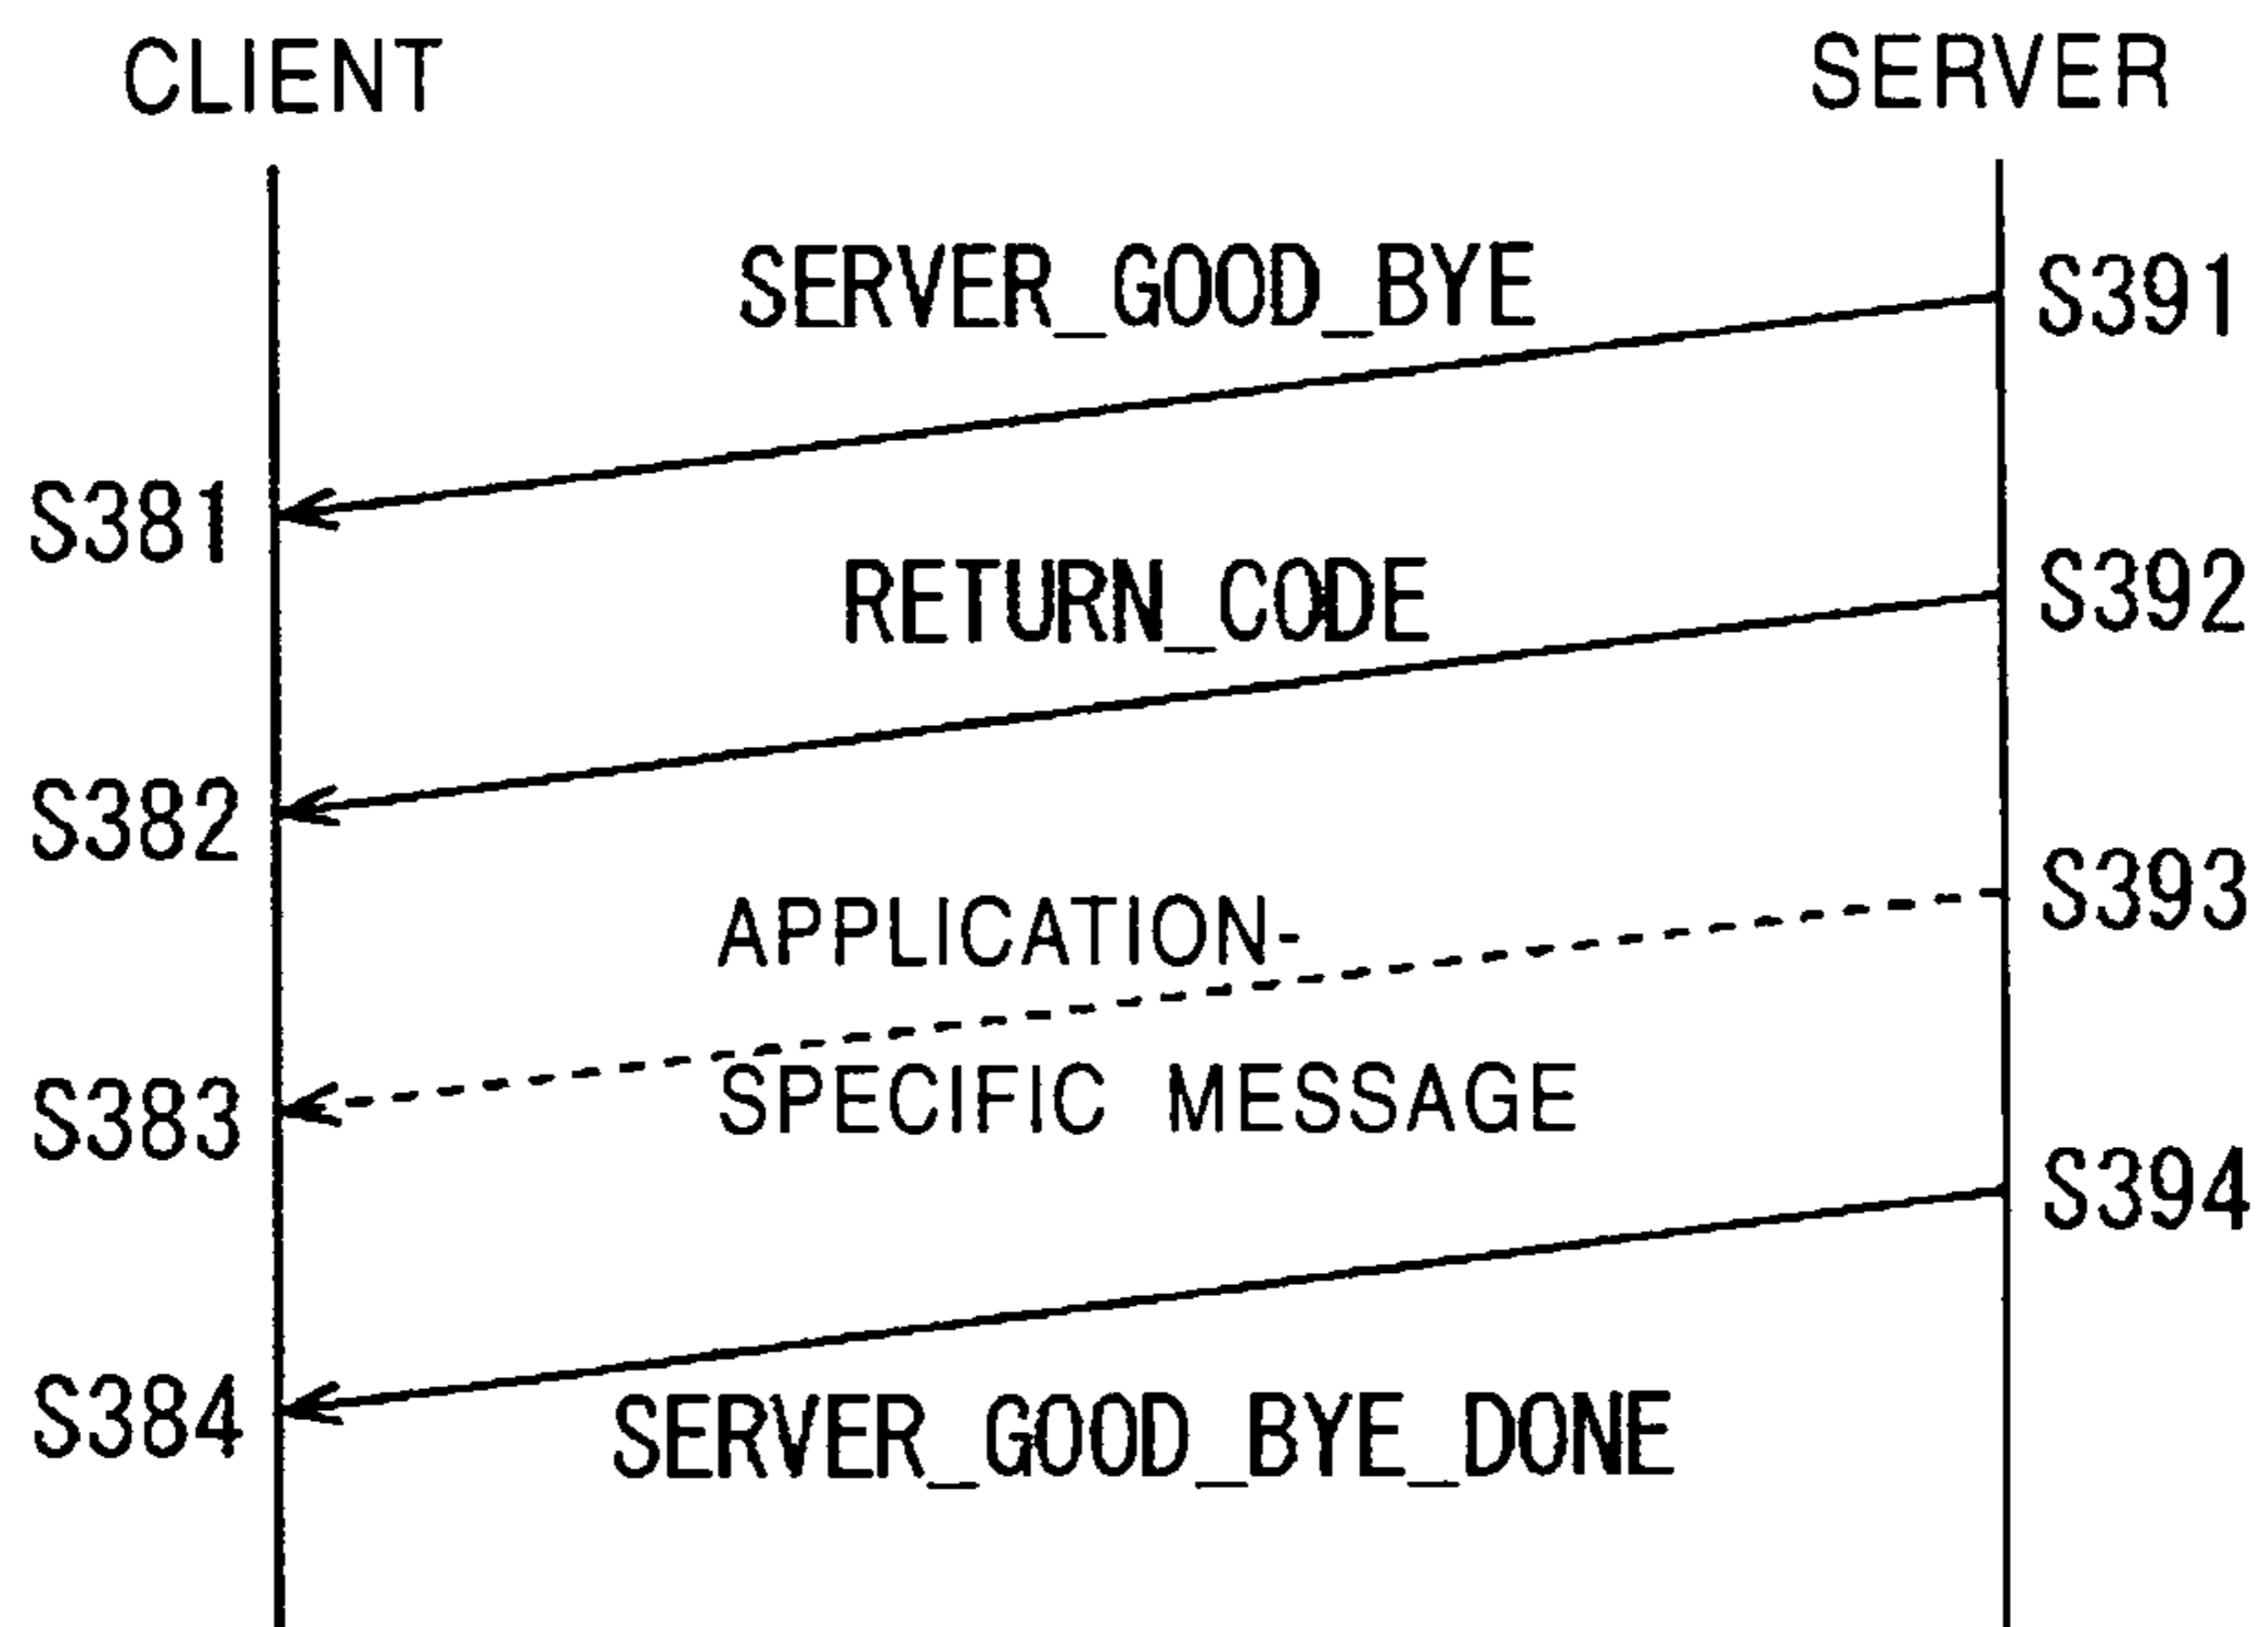 CLIENT
SERVER
SERVER_GOOD_BYE
S391
S381
RETURN_CODE
S392
S382
APPLICATION-
S393
SPECIFIC MESSAGE
S383
S394
S384
SERVER_GOOD_BYE_DONE